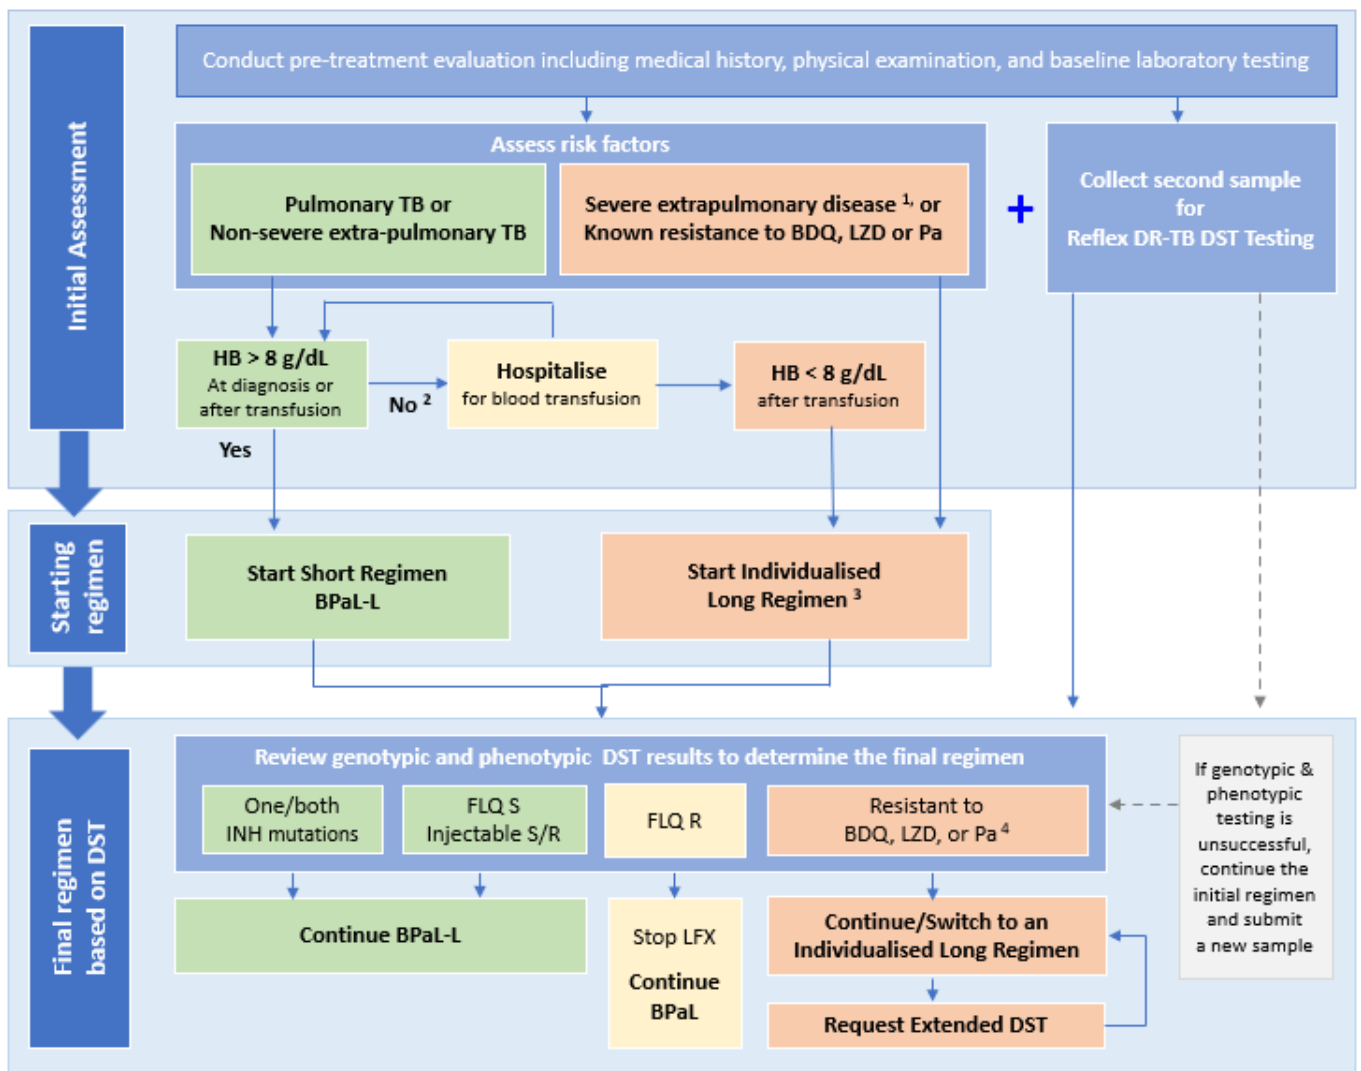 Initial Assessment
Conduct pre-treatment evaluation including medical history, physical examination, and baseline laboratory testing
Assess risk factors
Pulmonary TB or
Non-severe extra-pulmonary TB
Severe extrapulmonary disease ¹, or
Known resistance to BDQ, LZD or Pa
+
Collect second sample
for
Reflex DR-TB DST Testing
HB > 8 g/dL
At diagnosis or
after transfusion
No ²
Hospitalise
for blood transfusion
HB < 8 g/dL
after transfusion
Yes
Starting
regimen
Start Short Regimen
BPaL-L
Start Individualised
Long Regimen ³
Final regimen
based on DST
Review genotypic and phenotypic DST results to determine the final regimen
One/both
INH mutations
FLQ S
Injectable S/R
FLQ R
Resistant to
BDQ, LZD, or Pa ⁴
Continue BPaL-L
Stop LFX
Continue
BPaL
Continue/Switch to an
Individualised Long Regimen
Request Extended DST
If genotypic &
phenotypic
testing is
unsuccessful,
continue the
initial regimen
and submit
a new sample